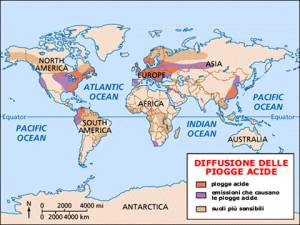 NORTH
AMERICA
EUROPE
ASIA
ATLANTIC
OCEAN
PACIFIC
OCEAN
AFRICA
Equator
Equator
PACIFIC
OCEAN
SOUTH
AMERICA
INDIAN
OCEAN
AUSTRALIA
DIFFUSIONE DELLE
PIOGGE ACIDE
piogge acide
emissioni che causano
le piogge acide
suoli più sensibili
0 2000 4000 mi
0 2000 4000 km
N
ANTARCTICA